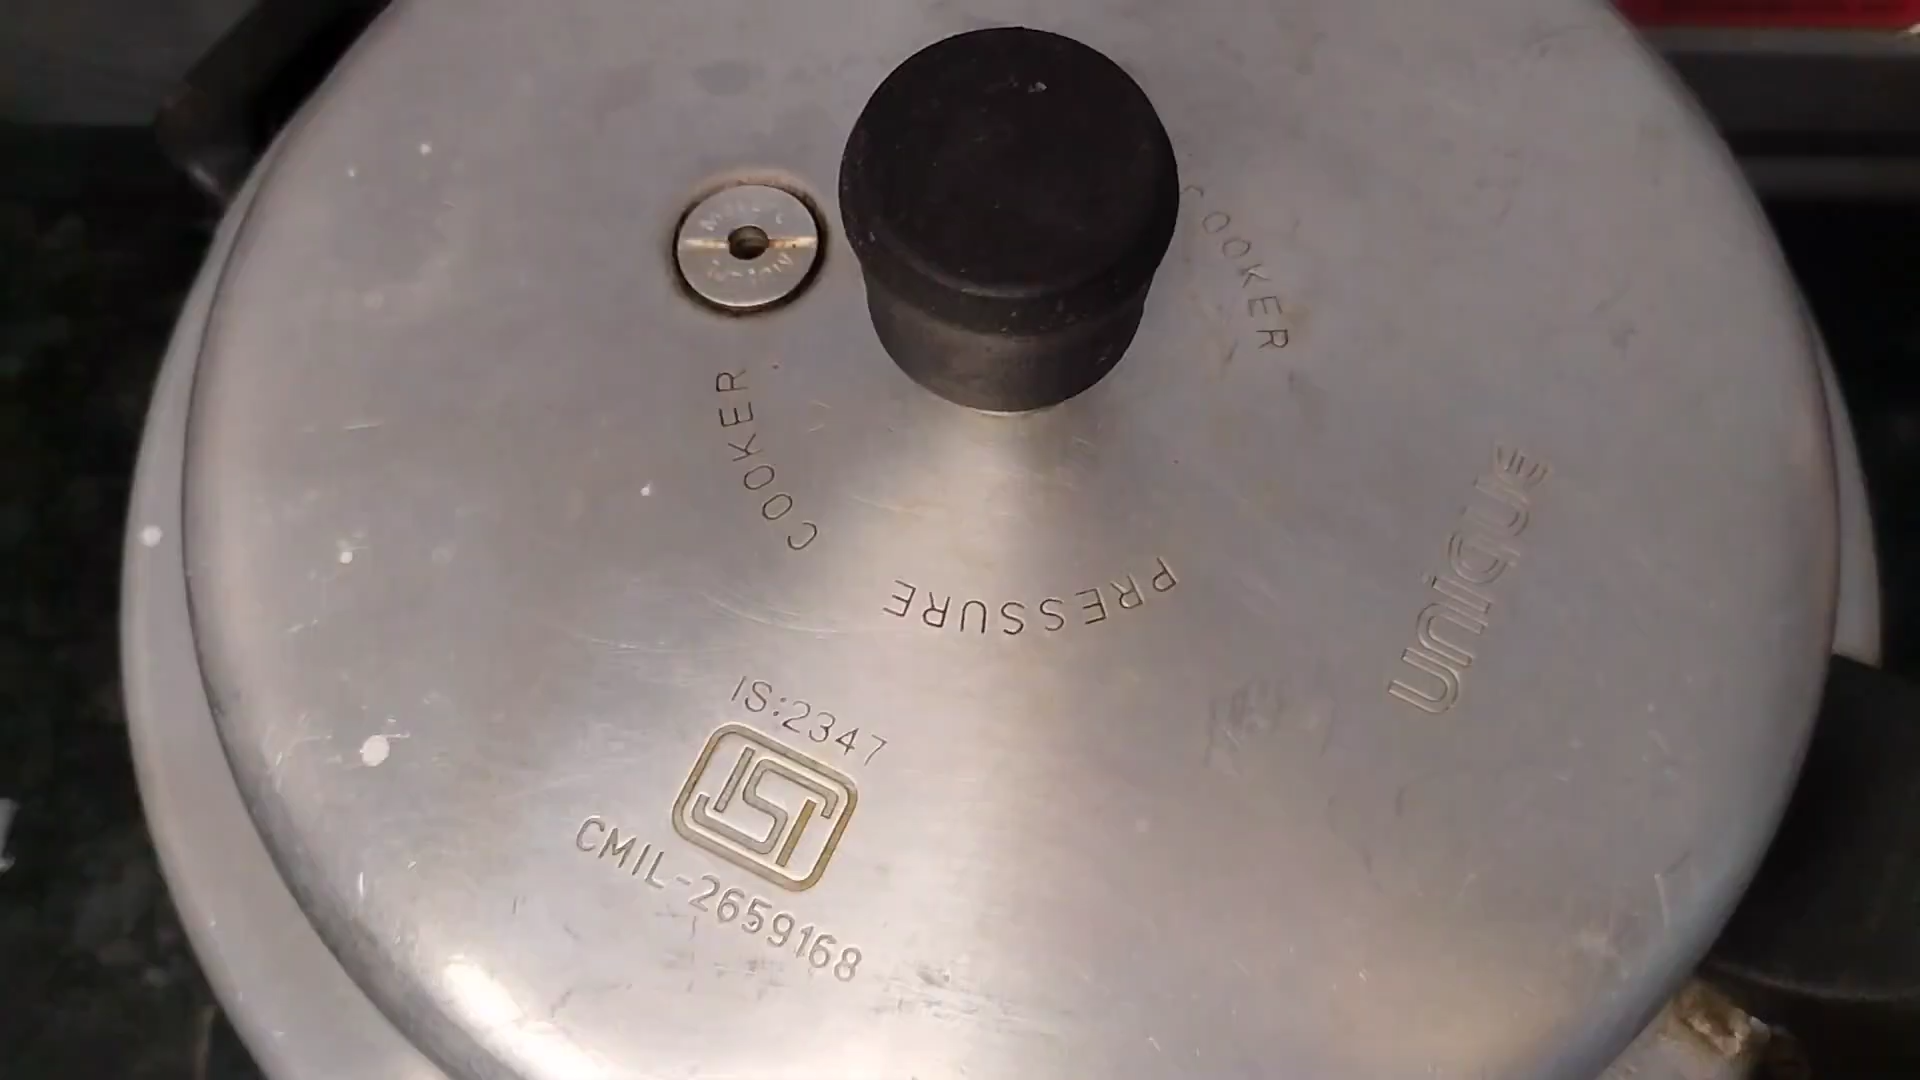 COOKER
COOKER
PRESSURE
unique
IS:2347
ISI
CMIL-2659168